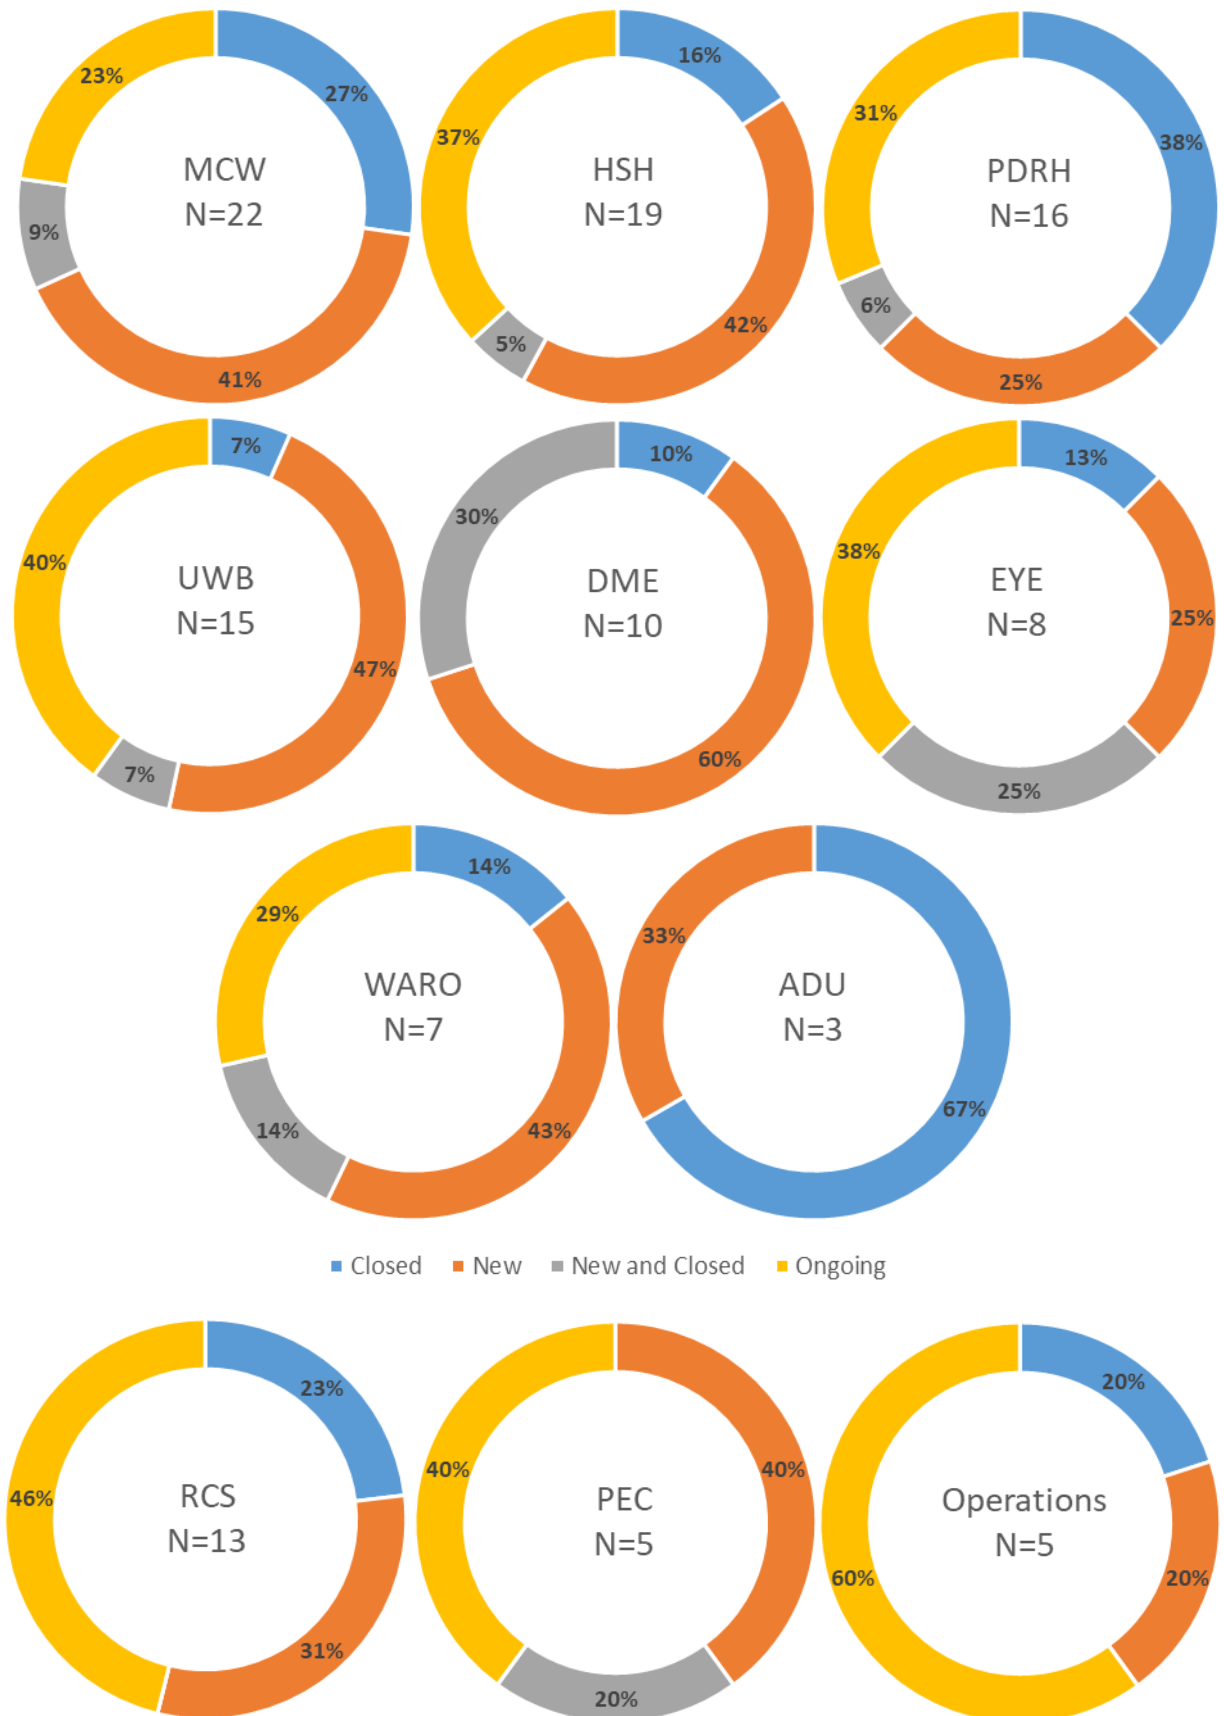 23%
27%
MCW
N=22
9%
41%
16%
37%
HSH
N=19
42%
5%
31%
38%
PDRH
N=16
6%
25%
7%
40%
UWB
N=15
47%
7%
10%
30%
DME
N=10
60%
13%
38%
EYE
N=8
25%
25%
14%
29%
WARO
N=7
14%
43%
33%
ADU
N=3
67%
Closed New New and Closed Ongoing
23%
46%
RCS
N=13
31%
40%
40%
PEC
N=5
20%
20%
Operations
N=5
60%
20%